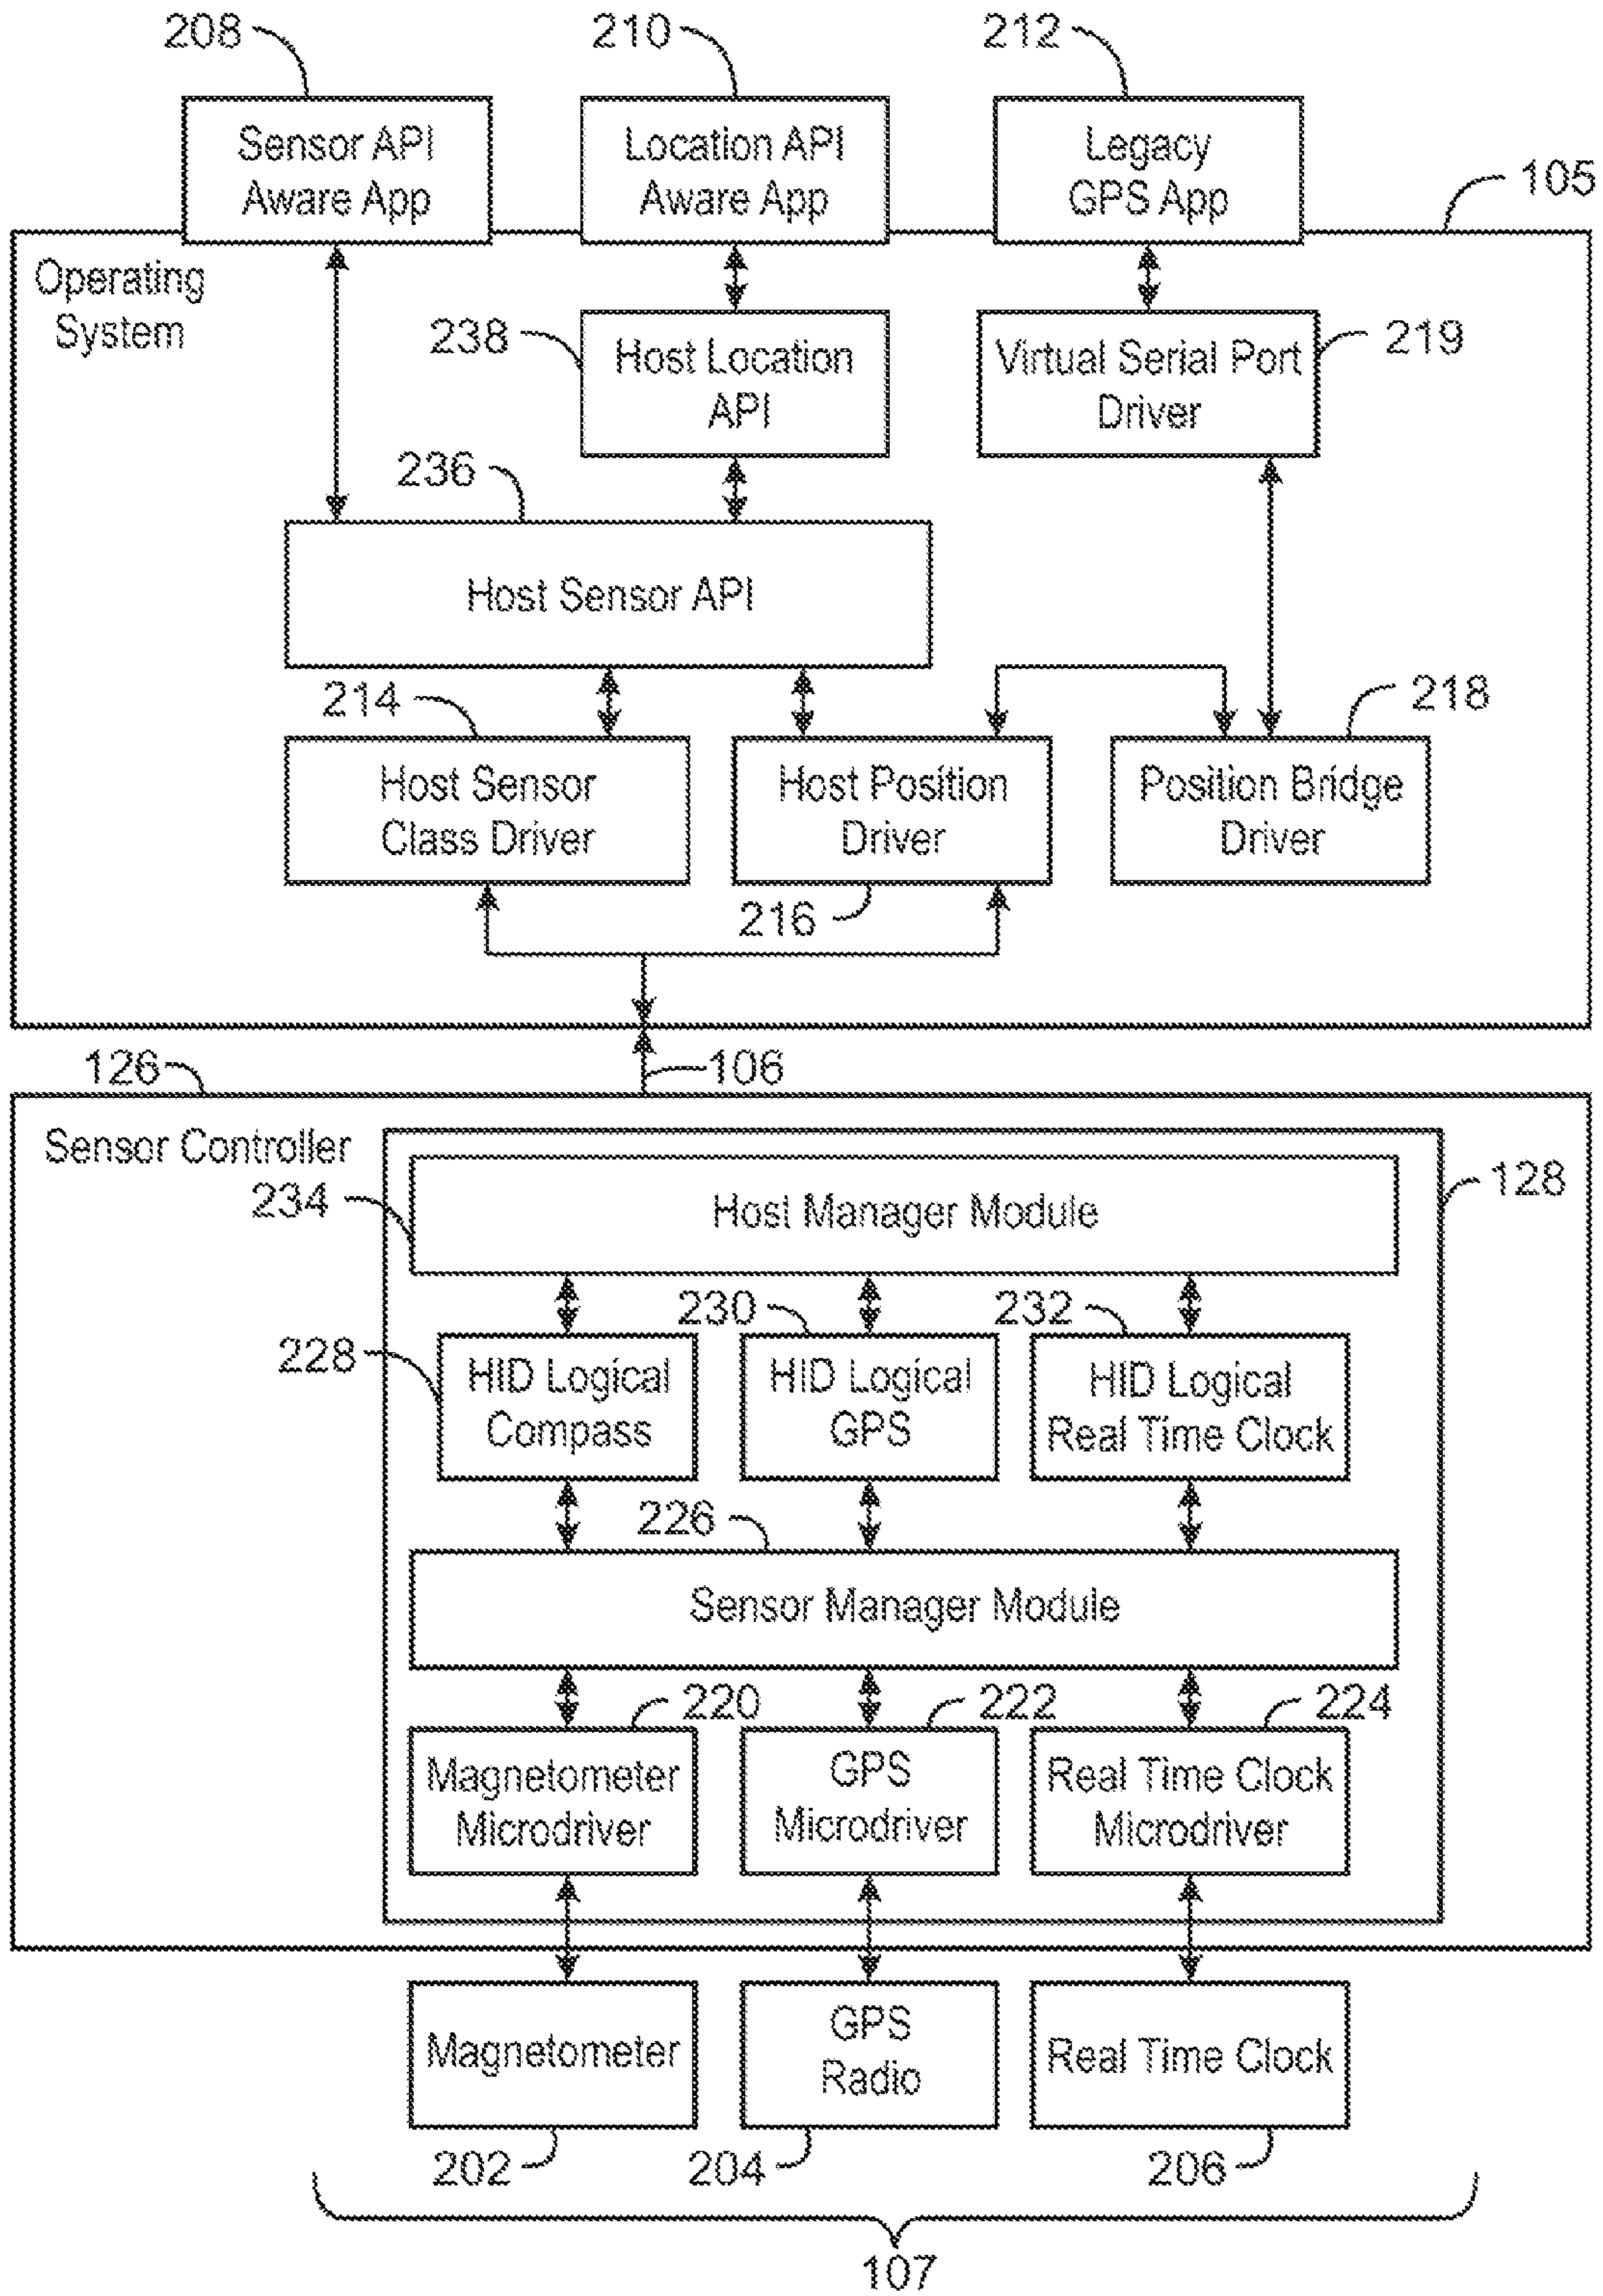 208
210
212
Sensor API
Aware App
Location API
Aware App
Legacy
GPS App
105
Operating
System
238
Host Location
API
Virtual Serial Port
Driver
219
236
Host Sensor API
214
218
Host Sensor
Class Driver
Host Position
Driver
Position Bridge
Driver
216
126
106
Sensor Controller
128
234
Host Manager Module
230
232
228
HID Logical
Compass
HID Logical
GPS
HID Logical
Real Time Clock
226
Sensor Manager Module
220
222
224
Magnetometer
Microdriver
GPS
Microdriver
Real Time Clock
Microdriver
Magnetometer
GPS
Radio
Real Time Clock
202
204
206
107